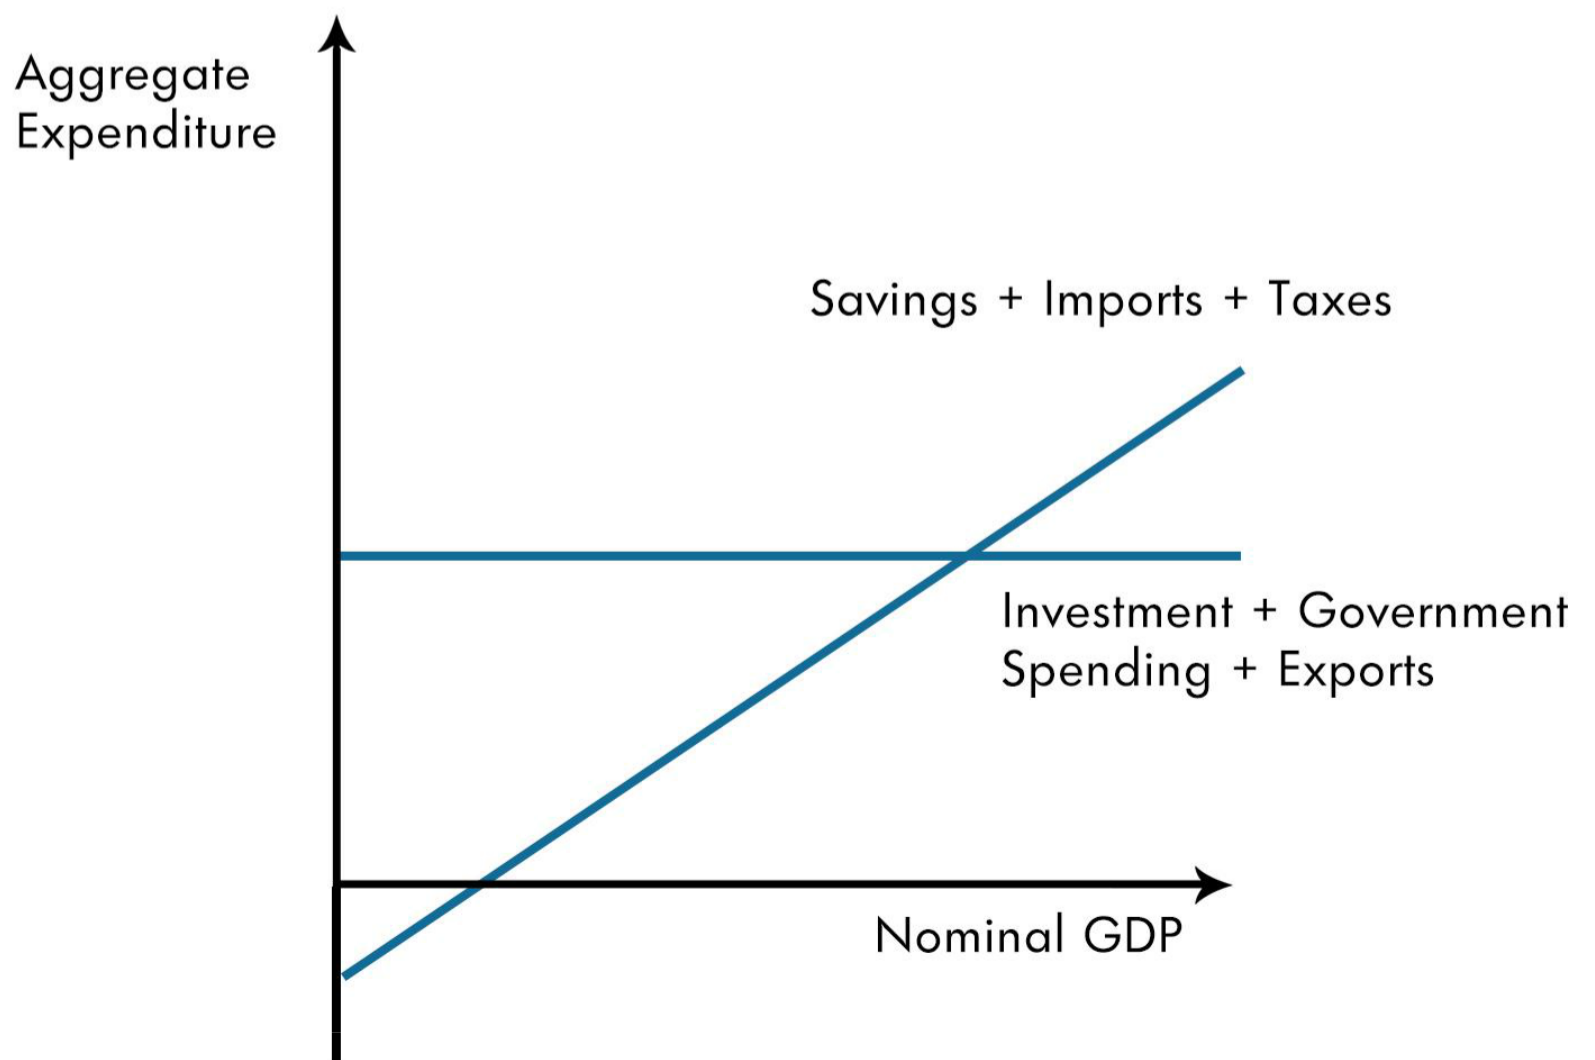 Aggregate
Expenditure
Savings + Imports + Taxes
Investment + Government
Spending + Exports
Nominal GDP